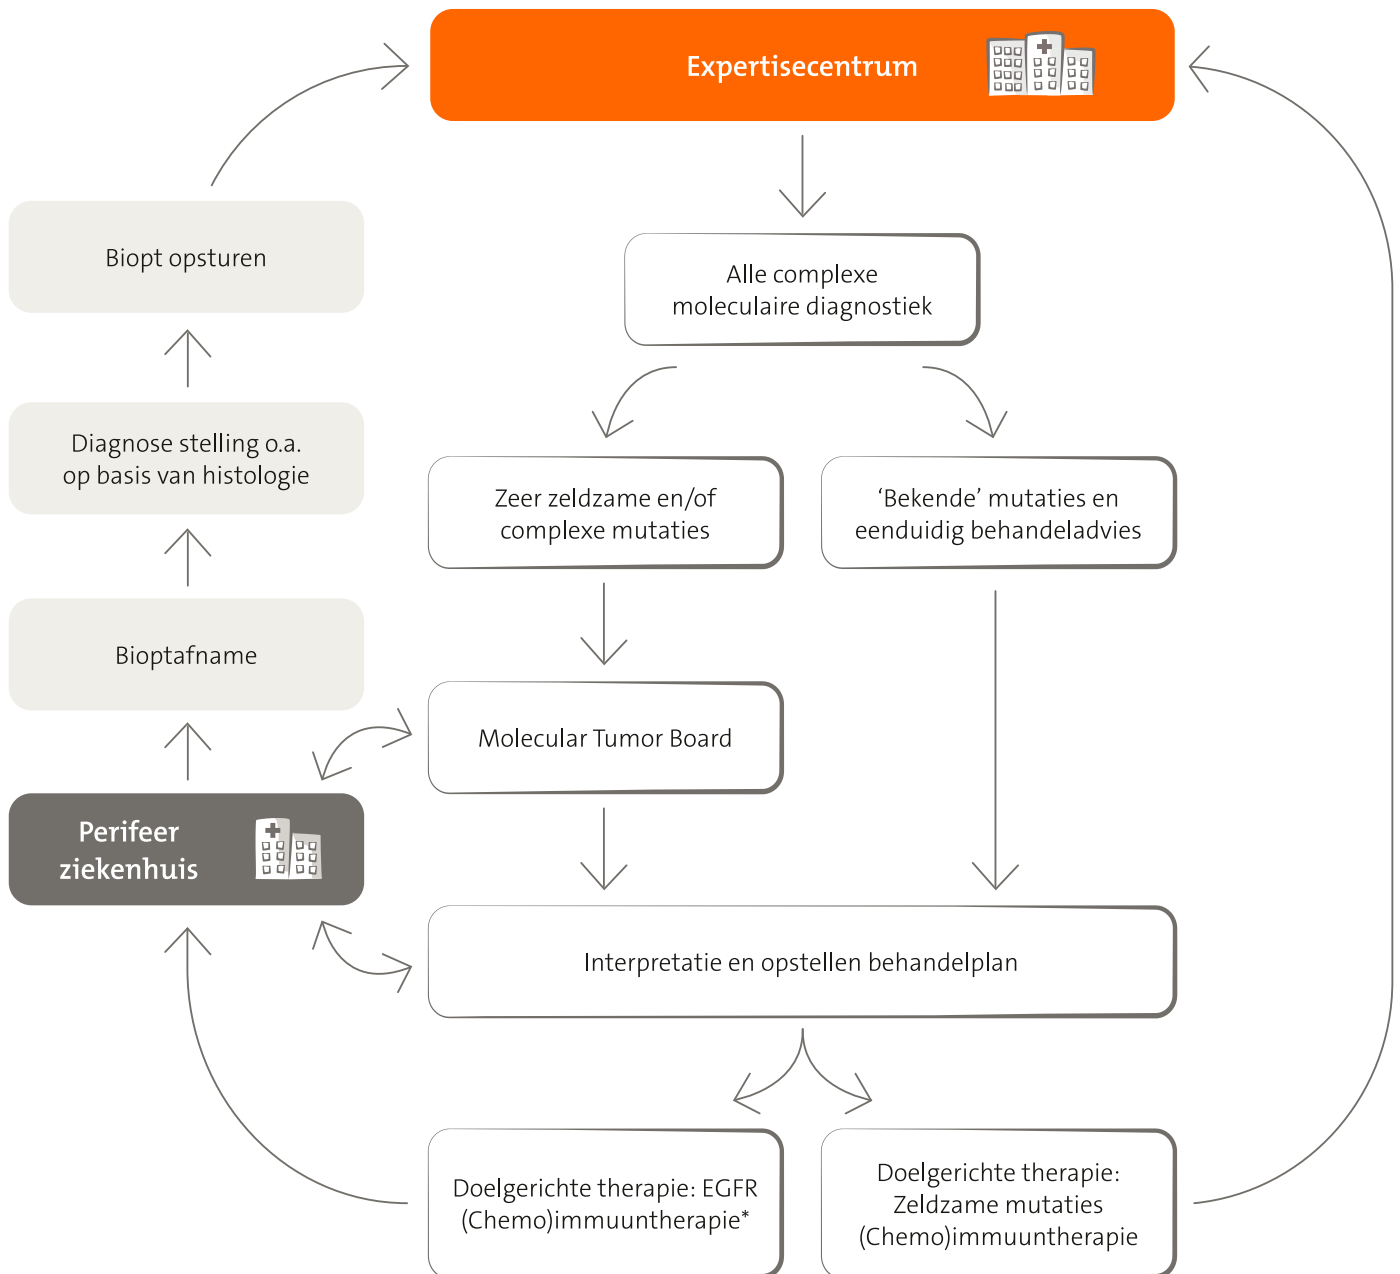 Expertisecentrum
Biopt opsturen
Alle complexe
moleculaire diagnostiek
Diagnose stelling o.a.
op basis van histologie
Zeer zeldzame en/of
complexe mutaties
‘Bekende’ mutaties en
eenduidig behandeladvies
Bioptafname
Molecular Tumor Board
Perifeer
ziekenhuis
Interpretatie en opstellen behandelplan
Doelgerichte therapie: EGFR
(Chemo)immuuntherapie*
Doelgerichte therapie:
Zeldzame mutaties
(Chemo)immuuntherapie